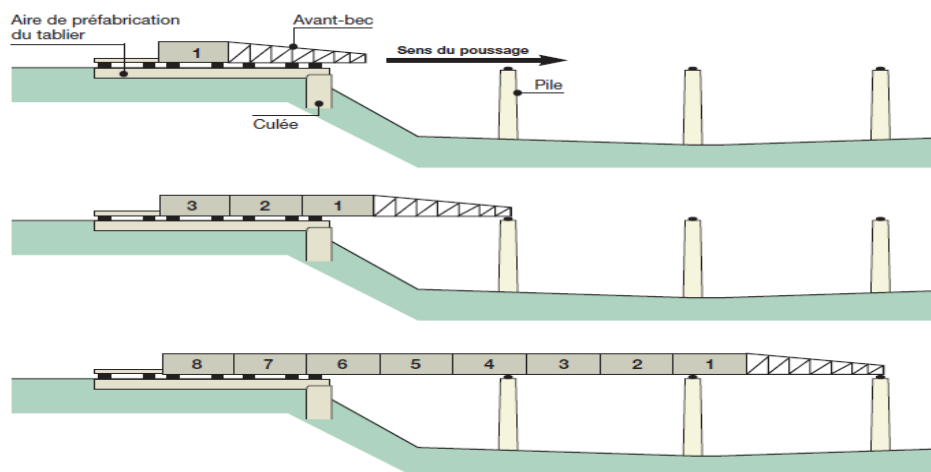 Aire de préfabrication
du tablier
Avant-bec
1
Sens du poussage
Pile
Culée
3 2 1
8 7 6 5 4 3 2 1